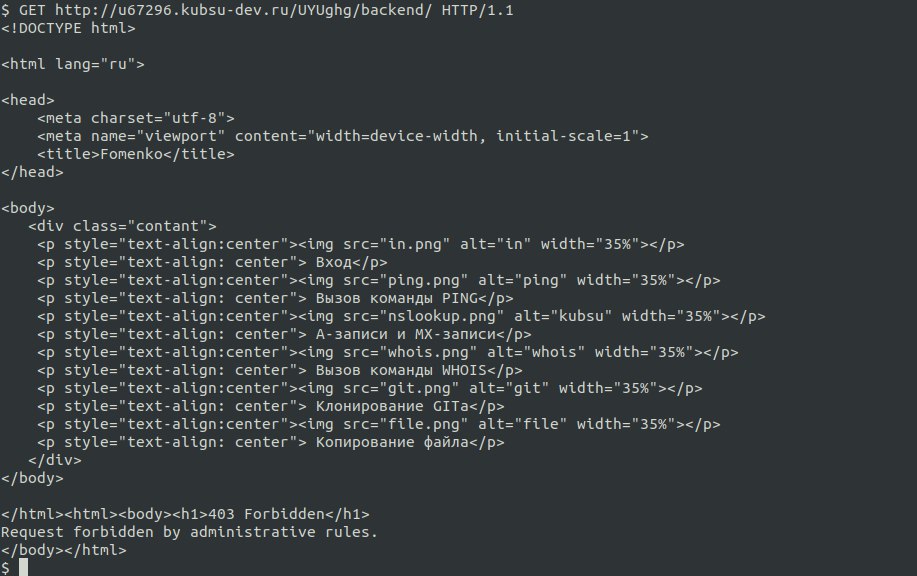 $ GET http://u67296.kubsu-dev.ru/UYUghg/backend/ HTTP/1.1
<!DOCTYPE html>
<html lang="ru">
<head>
<meta charset="utf-8">
<meta name="viewport" content="width=device-width, initial-scale=1">
<title>Fomenko</title>
</head>
<body>
<div class="contant">
<p style="text-align:center"><img src="in.png" alt="in" width="35%"></p>
<p style="text-align: center"> Вход</p>
<p style="text-align:center"><img src="ping.png" alt="ping" width="35%"></p>
<p style="text-align: center"> Вызов команды PING</p>
<p style="text-align:center"><img src="nslookup.png" alt="kubsu" width="35%"></p>
<p style="text-align: center"> А-записи и MX-записи</p>
<p style="text-align:center"><img src="whois.png" alt="whois" width="35%"></p>
<p style="text-align: center"> Вызов команды WHOIS</p>
<p style="text-align:center"><img src="git.png" alt="git" width="35%"></p>
<p style="text-align: center"> Клонирование GITа</p>
<p style="text-align:center"><img src="file.png" alt="file" width="35%"></p>
<p style="text-align: center"> Копирование файла</p>
</div>
</body>
</html><html><body><h1>403 Forbidden</h1>
Request forbidden by administrative rules.
</body></html>
$